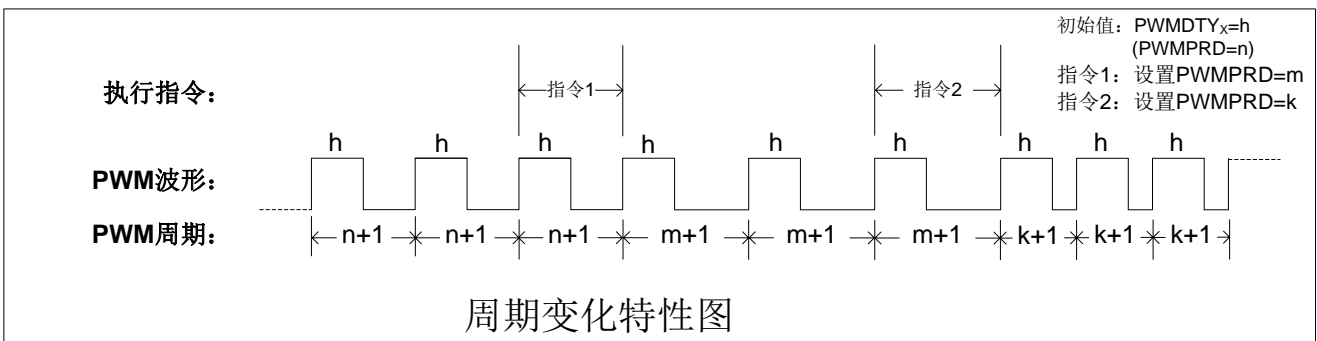 初始值：PWMDTYX=h
(PWMPRD=n)
指令1：设置PWMPRD=m
指令2：设置PWMPRD=k
执行指令： 指令1 指令2
h h h h h h h h h
PWM波形：
PWM周期： n+1 n+1 n+1 m+1 m+1 m+1 k+1 k+1 k+1
周期变化特性图